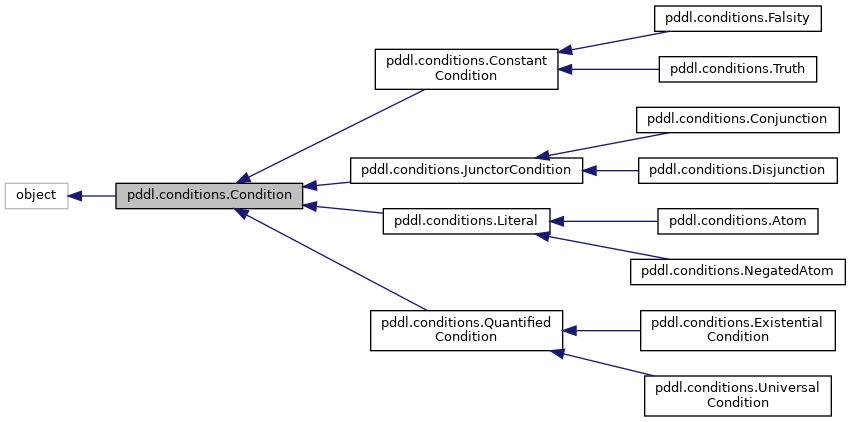 object
pddl.conditions.Condition
pddl.conditions.Constant
Condition
pddl.conditions.JunctorCondition
pddl.conditions.Literal
pddl.conditions.Quantified
Condition
pddl.conditions.Falsity
pddl.conditions.Truth
pddl.conditions.Conjunction
pddl.conditions.Disjunction
pddl.conditions.Atom
pddl.conditions.NegatedAtom
pddl.conditions.Existential
Condition
pddl.conditions.Universal
Condition